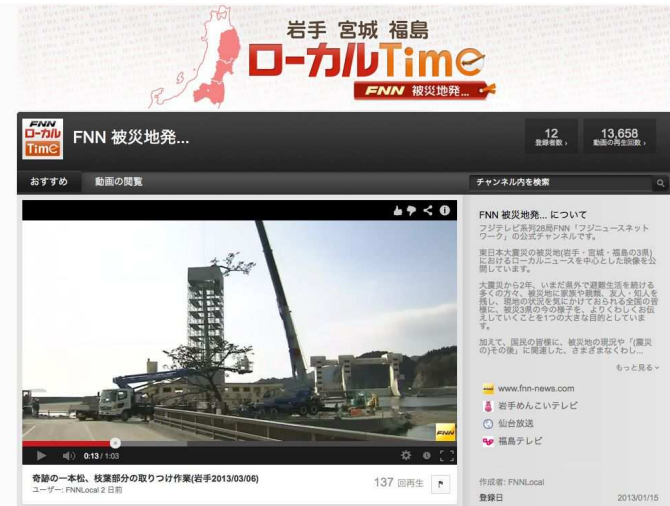 岩手 宮城 福島
ローカルTime
FNN 被災地発...
FNN
ローカル
Time
FNN 被災地発...
12
登録者数
13,658
動画の再生回数
おすすめ
動画の閲覧
チャンネル内を検索
FNN 被災地発... について
フジテレビ系列28局FNN「フジニュースネット
ワーク」の公式チャンネルです。
東日本大震災の被災地(岩手・宮城・福島の3県)
におけるローカルニュースを中心とした映像を公
開しています。
大震災から2年、いまだ県外で避難生活を続ける
多くの方々、被災地に家族や親類、友人・知人を
残し、現地の状況を気にかけておられる全国の皆
様に、被災3県の今の様子を、よりくわしくお伝
えしていくことを1つの大きな目的としていま
す。
加えて、国民の皆様に、被災地の現況や「(震災
の)その後」に関連した、さまざまなくわし...
もっと見る
www.fnn-news.com
岩手めんこいテレビ
仙台放送
福島テレビ
作成者: FNNLocal
登録日 2013/01/15
FNN
0:13 / 1:03
奇跡の一本松、枝葉部分の取りつけ作業(岩手2013/03/06)
ユーザー: FNNLocal 2 日前
137 回再生